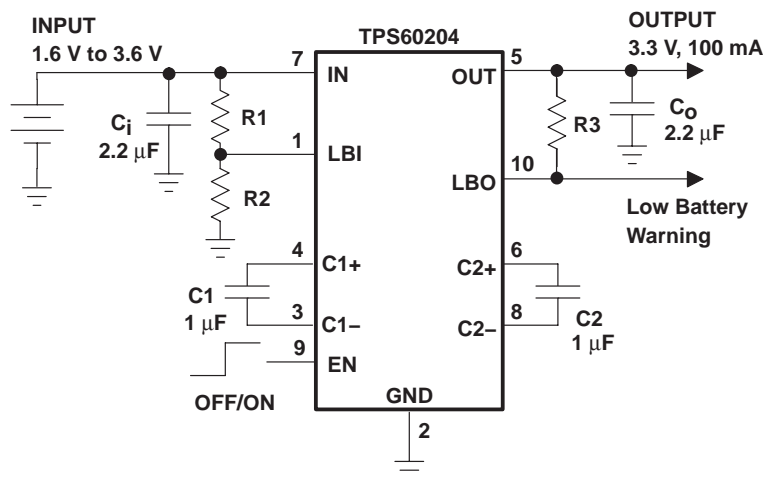 INPUT
1.6 V to 3.6 V
TPS60204
OUTPUT
3.3 V, 100 mA
7
IN
OUT
5
Ci
2.2 µF
R1
R3
Co
2.2 µF
1
LBI
10
LBO
R2
Low Battery
Warning
4
C1+
C2+
6
C1
1 µF
3
C1−
C2−
8
C2
1 µF
9
EN
OFF/ON
GND
2